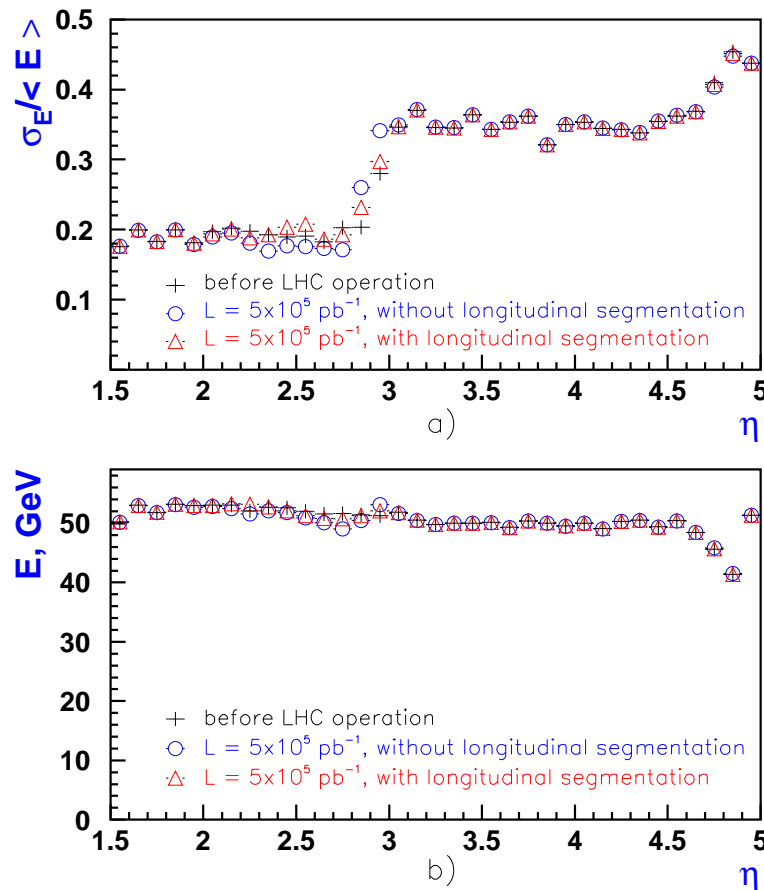 σE/< E >
0.5
0.4
0.3
0.2
0.1
+ before LHC operation
○ L = 5x10⁵ pb⁻¹, without longitudinal segmentation
△ L = 5x10⁵ pb⁻¹, with longitudinal segmentation
1.5 2 2.5 3 3.5 4 4.5 5
a)
η
E, GeV
50
40
30
20
10
0
+ before LHC operation
○ L = 5x10⁵ pb⁻¹, without longitudinal segmentation
△ L = 5x10⁵ pb⁻¹, with longitudinal segmentation
1.5 2 2.5 3 3.5 4 4.5 5
b)
η